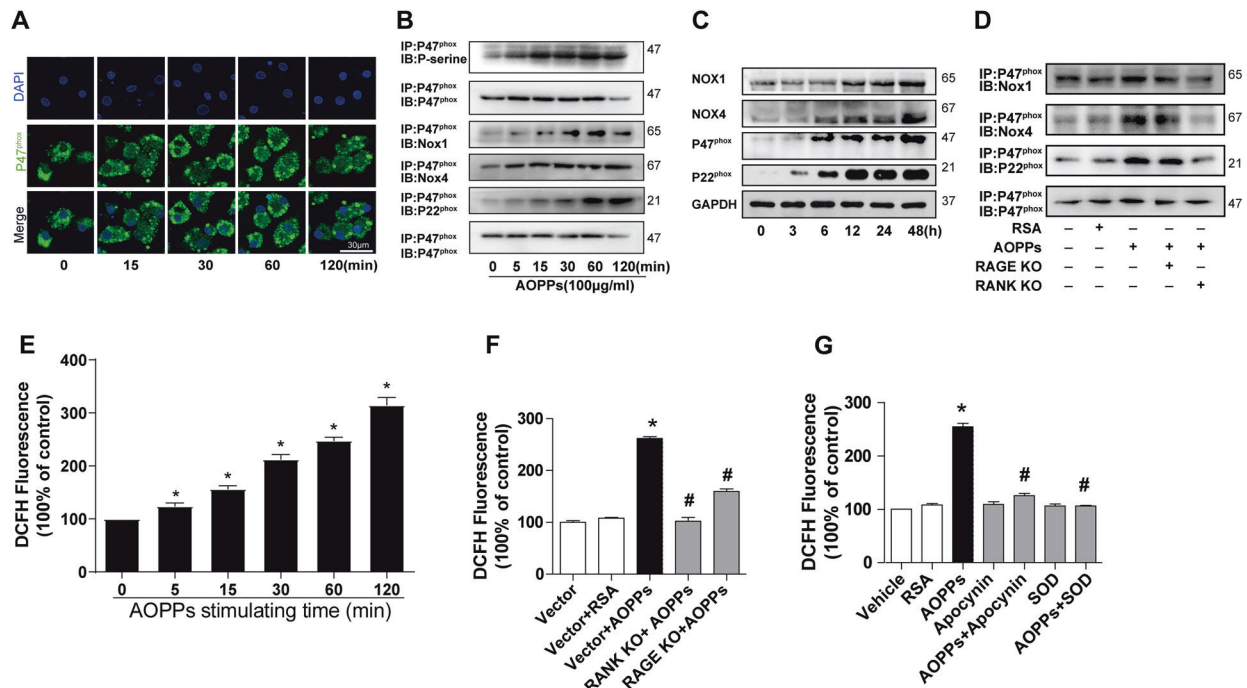 A
DAPI
P47phox
Merge
30μm
0 15 30 60 120(min)
B
IP:P47phox
IB:P-serine
47
IP:P47phox
IB:P47phox
47
IP:P47phox
IB:Nox1
65
IP:P47phox
IB:Nox4
67
IP:P47phox
IB:P22phox
21
IP:P47phox
IB:P47phox
47
0 5 15 30 60 120(min)
AOPPs(100μg/ml)
C
NOX1
65
NOX4
67
P47phox
47
P22phox
21
GAPDH
37
0 3 6 12 24 48(h)
D
IP:P47phox
IB:Nox1
65
IP:P47phox
IB:Nox4
67
IP:P47phox
IB:P22phox
21
IP:P47phox
IB:P47phox
47
RSA – + – – –
AOPPs – – + + +
RAGE KO – – – + –
RANK KO – – – – +
E
DCFH Fluorescence
(100% of control)
400
300
200
100
0
* * * * *
0 5 15 30 60 120
AOPPs stimulating time (min)
F
DCFH Fluorescence
(100% of control)
300
200
100
0
* # #
Vector
Vector+RSA
Vector+AOPPs
RANK KO+ AOPPs
RAGE KO+AOPPs
G
DCFH Fluorescence
(100% of control)
300
200
100
0
* # #
Vehicle
RSA
AOPPs
Apocynin
AOPPs+Apocynin
SOD
AOPPs+SOD